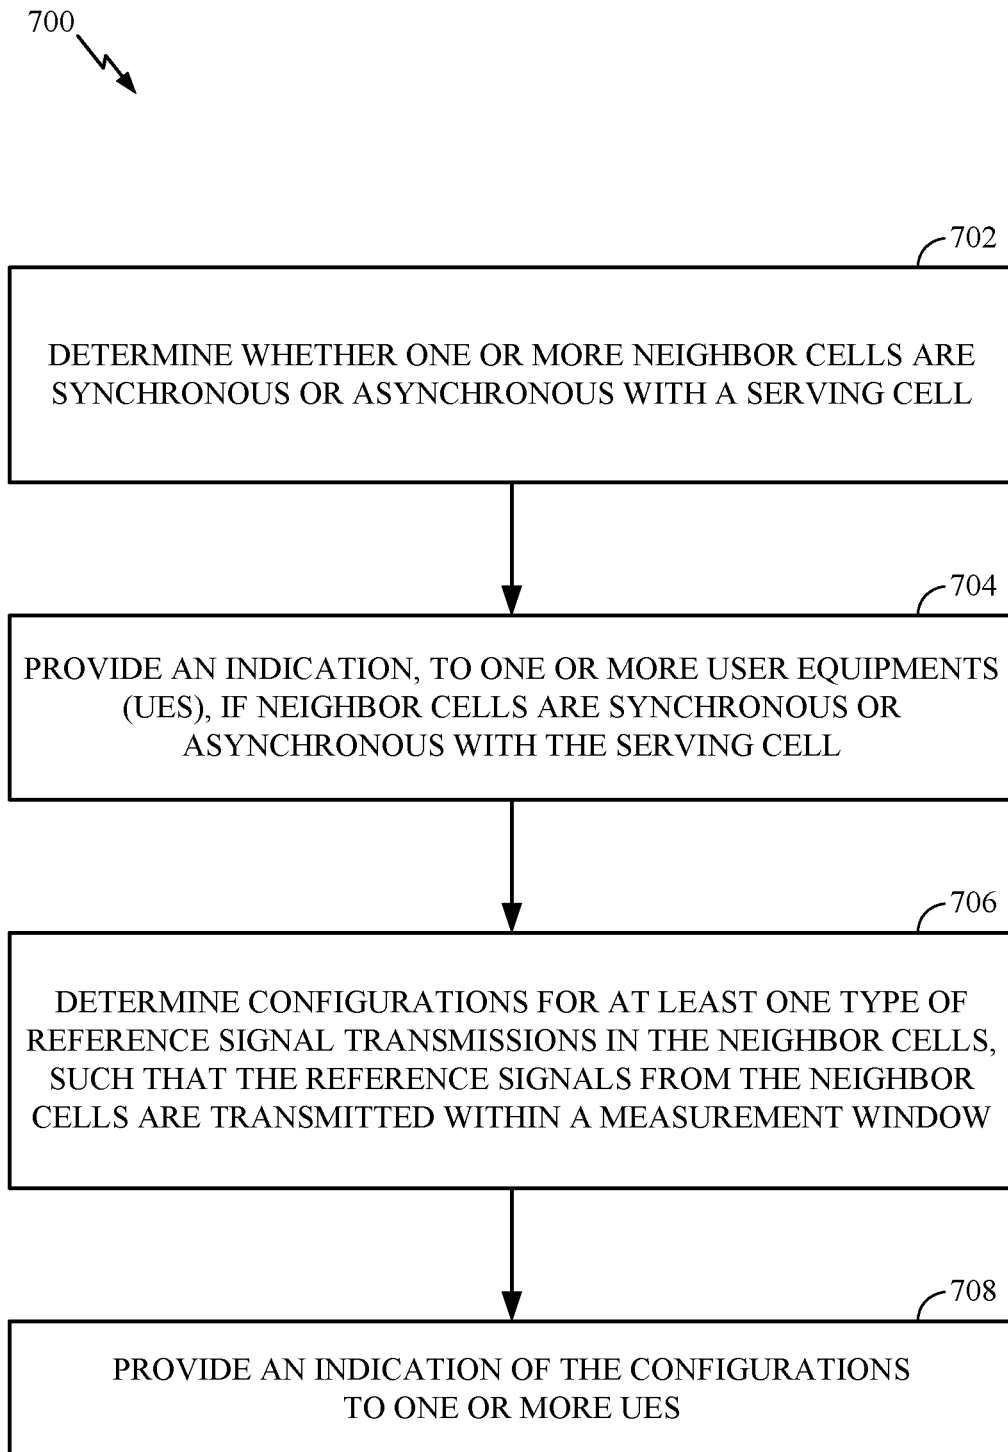 700
702
DETERMINE WHETHER ONE OR MORE NEIGHBOR CELLS ARE
SYNCHRONOUS OR ASYNCHRONOUS WITH A SERVING CELL
704
PROVIDE AN INDICATION, TO ONE OR MORE USER EQUIPMENTS
(UES), IF NEIGHBOR CELLS ARE SYNCHRONOUS OR
ASYNCHRONOUS WITH THE SERVING CELL
706
DETERMINE CONFIGURATIONS FOR AT LEAST ONE TYPE OF
REFERENCE SIGNAL TRANSMISSIONS IN THE NEIGHBOR CELLS,
SUCH THAT THE REFERENCE SIGNALS FROM THE NEIGHBOR
CELLS ARE TRANSMITTED WITHIN A MEASUREMENT WINDOW
708
PROVIDE AN INDICATION OF THE CONFIGURATIONS
TO ONE OR MORE UES